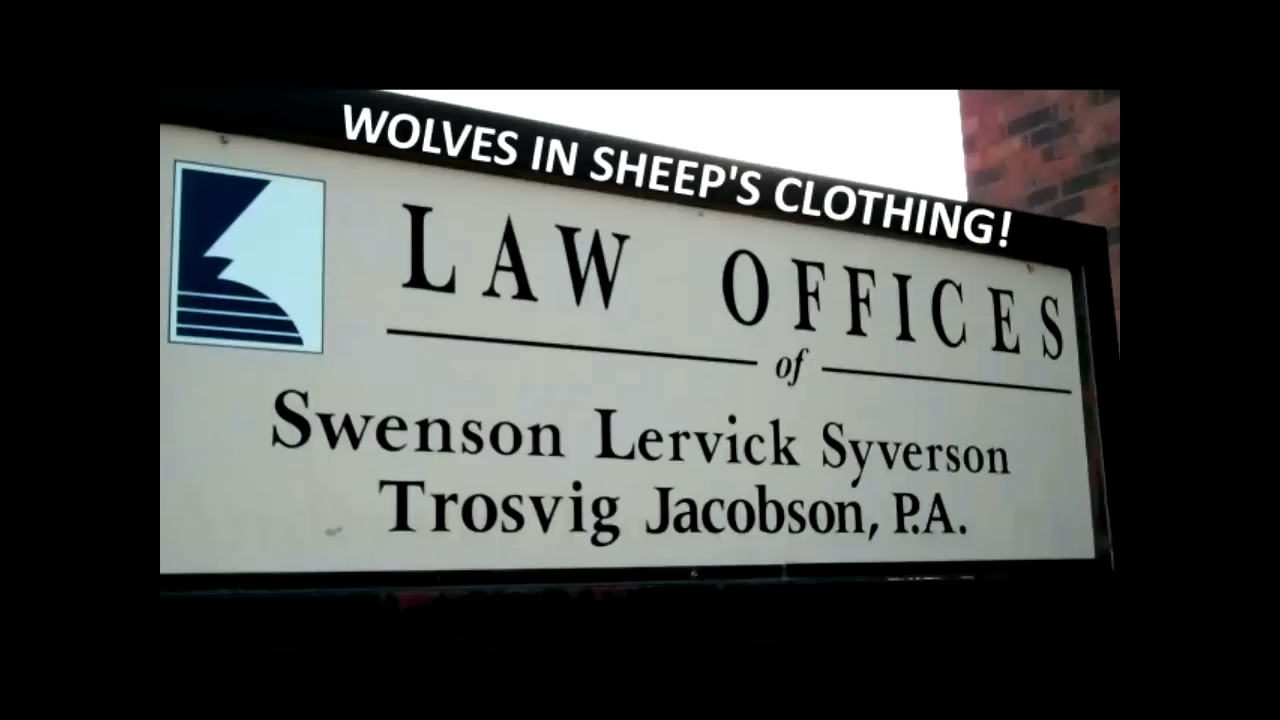 WOLVES IN SHEEP'S CLOTHING!
LAW OFFICES
of
Swenson Lervick Syverson
Trosvig Jacobson, P.A.